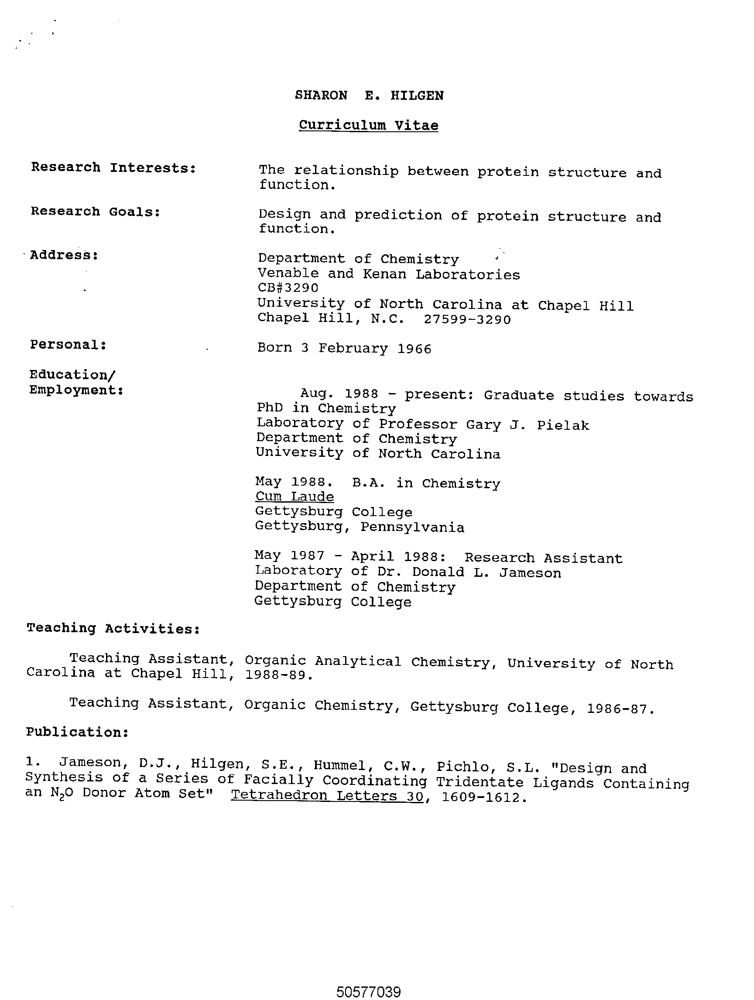 SHARON E. HILGEN
Curriculum Vitae
Research Interests: The relationship between protein structure and
function.
Research Goals: Design and prediction of protein structure and
function.
Address: Department of Chemistry
Venable and Kenan Laboratories
CB#3290
University of North Carolina at Chapel Hill
Chapel Hill, N.C. 27599-3290
Personal: Born 3 February 1966
Education/
Employment: Aug. 1988 - present: Graduate studies towards
PhD in Chemistry
Laboratory of Professor Gary J. Pielak
Department of Chemistry
University of North Carolina
May 1988. B.A. in Chemistry
Cum Laude
Gettysburg College
Gettysburg, Pennsylvania
May 1987 - April 1988: Research Assistant
Laboratory of Dr. Donald L. Jameson
Department of Chemistry
Gettysburg College
Teaching Activities:
Teaching Assistant, Organic Analytical Chemistry, University of North
Carolina at Chapel Hill, 1988-89.
Teaching Assistant, Organic Chemistry, Gettysburg College, 1986-87.
Publication:
1. Jameson, D.J., Hilgen, S.E., Hummel, C.W., Pichlo, S.L. "Design and
Synthesis of a Series of Facially Coordinating Tridentate Ligands Containing
an N₂O Donor Atom Set" Tetrahedron Letters 30, 1609-1612.
50577039